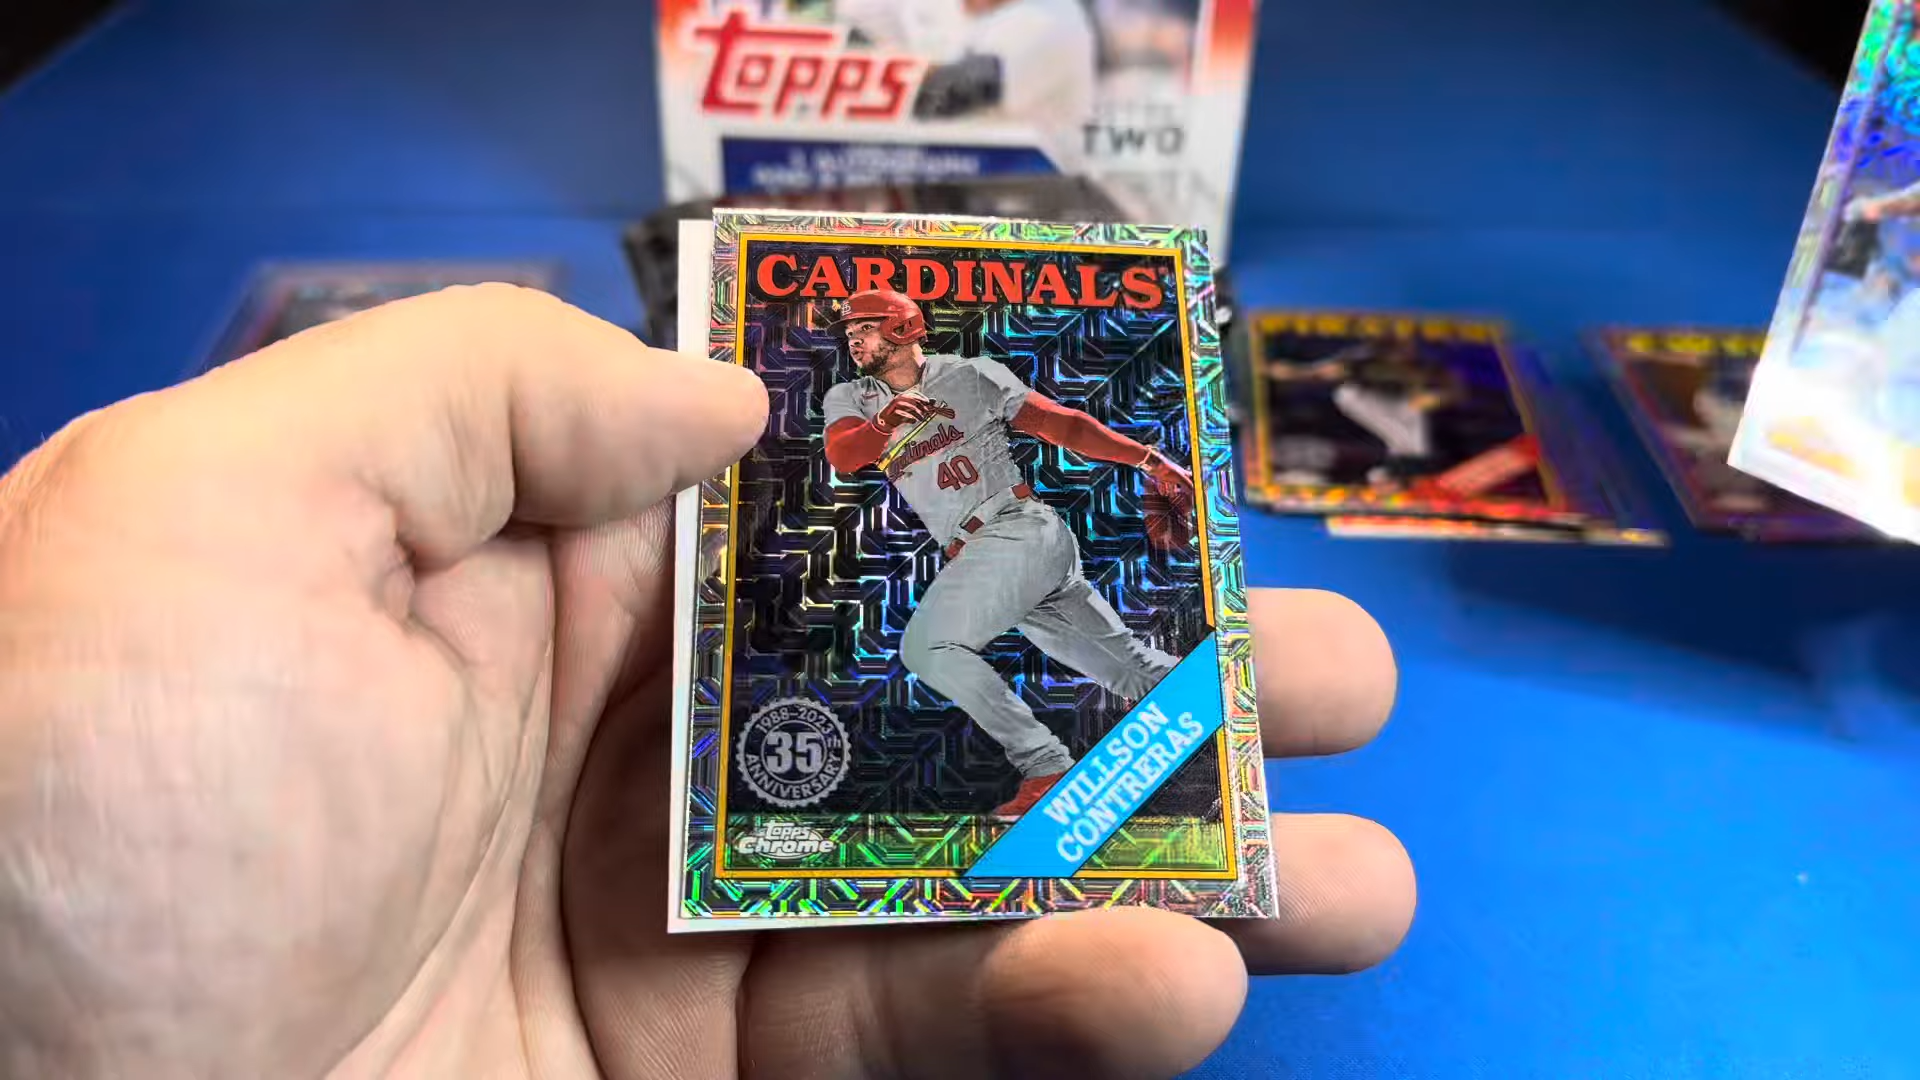 Topps
TWO
CARDINALS
Cardinals
40
1988-2023
35th
ANNIVERSARY
Topps
Chrome
WILLSON
CONTRERAS